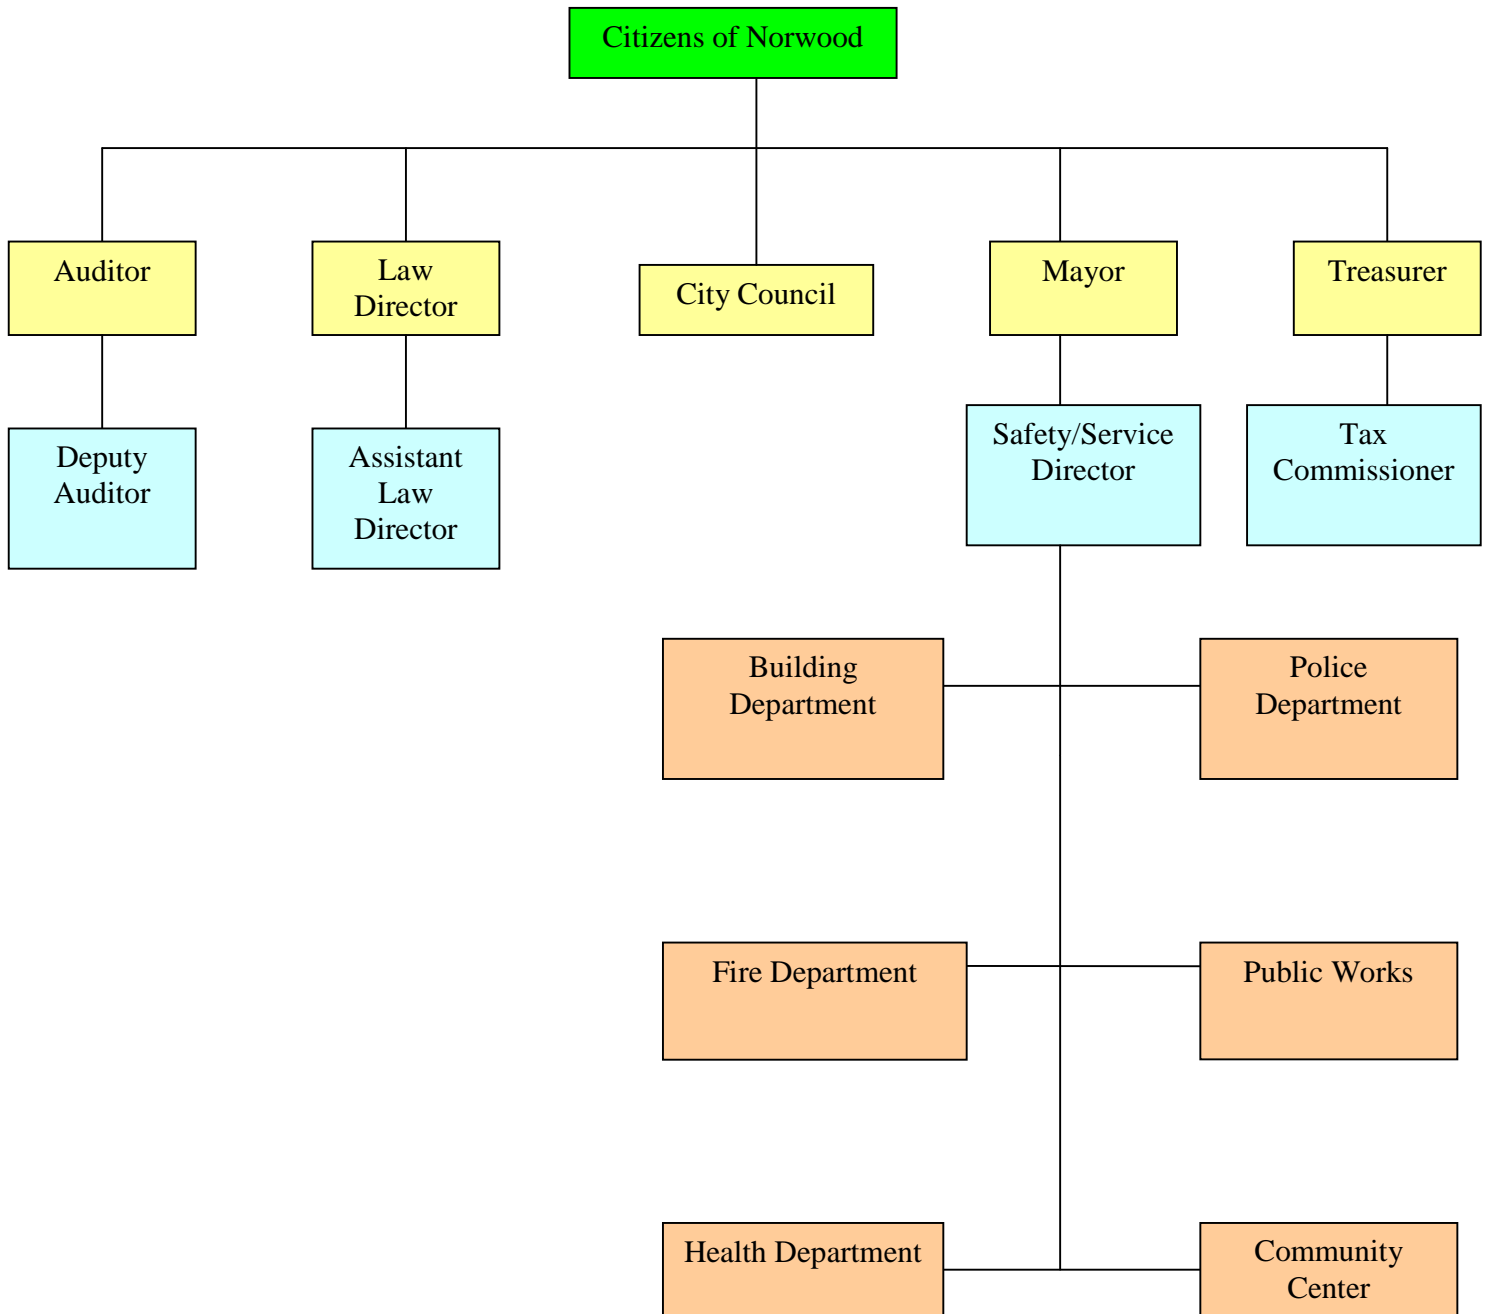 Citizens of Norwood
Auditor
Law
Director
City Council
Mayor
Treasurer
Deputy
Auditor
Assistant
Law
Director
Safety/Service
Director
Tax
Commissioner
Building
Department
Police
Department
Fire Department
Public Works
Health Department
Community
Center